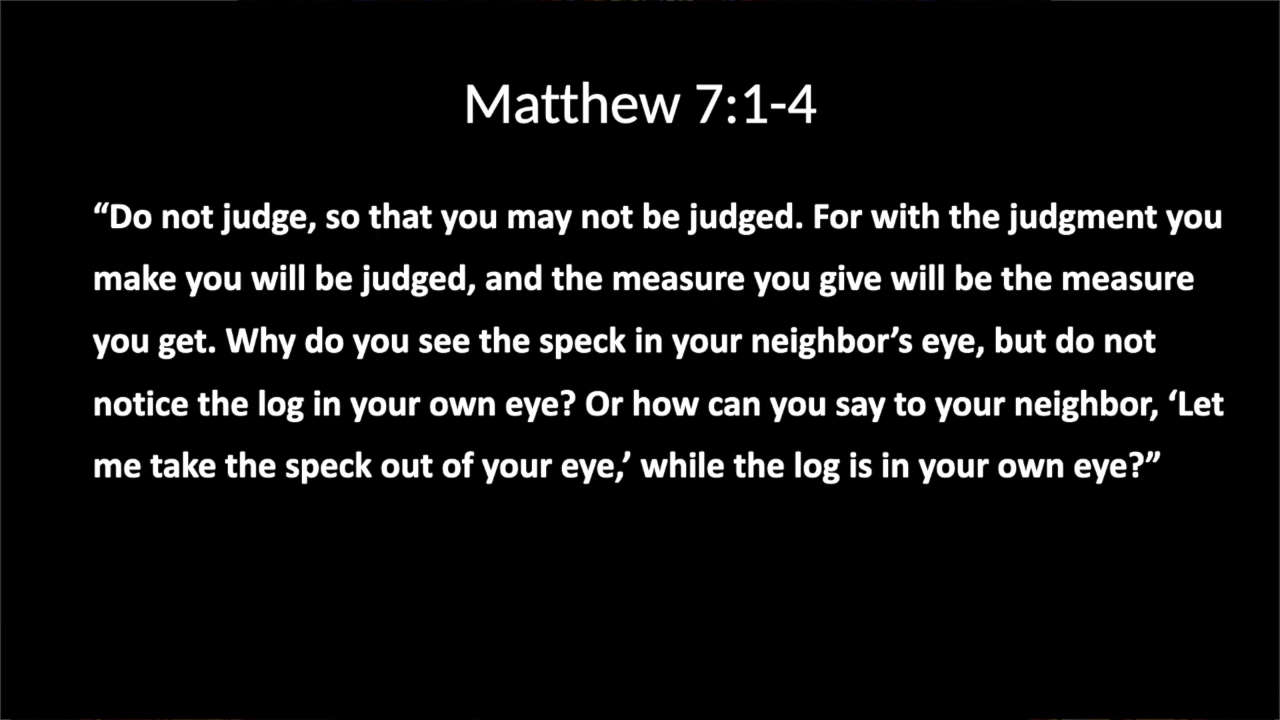 Matthew 7:1-4
“Do not judge, so that you may not be judged. For with the judgment you
make you will be judged, and the measure you give will be the measure
you get. Why do you see the speck in your neighbor’s eye, but do not
notice the log in your own eye? Or how can you say to your neighbor, ‘Let
me take the speck out of your eye,’ while the log is in your own eye?”